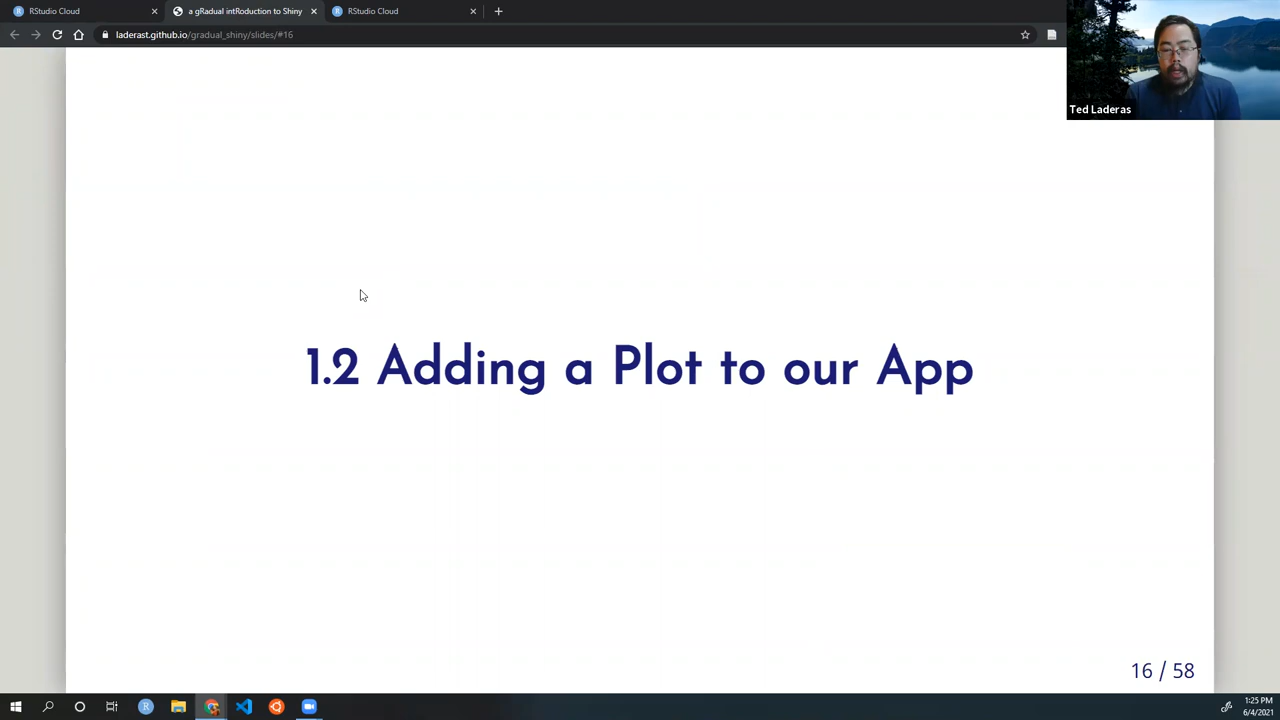 RStudio Cloud
a gRadual intRoduction to Shiny
RStudio Cloud
laderast.github.io/gradual_shiny/slides/#16
Ted Laderas
1.2 Adding a Plot to our App
16 / 58
1:25 PM
6/4/2021